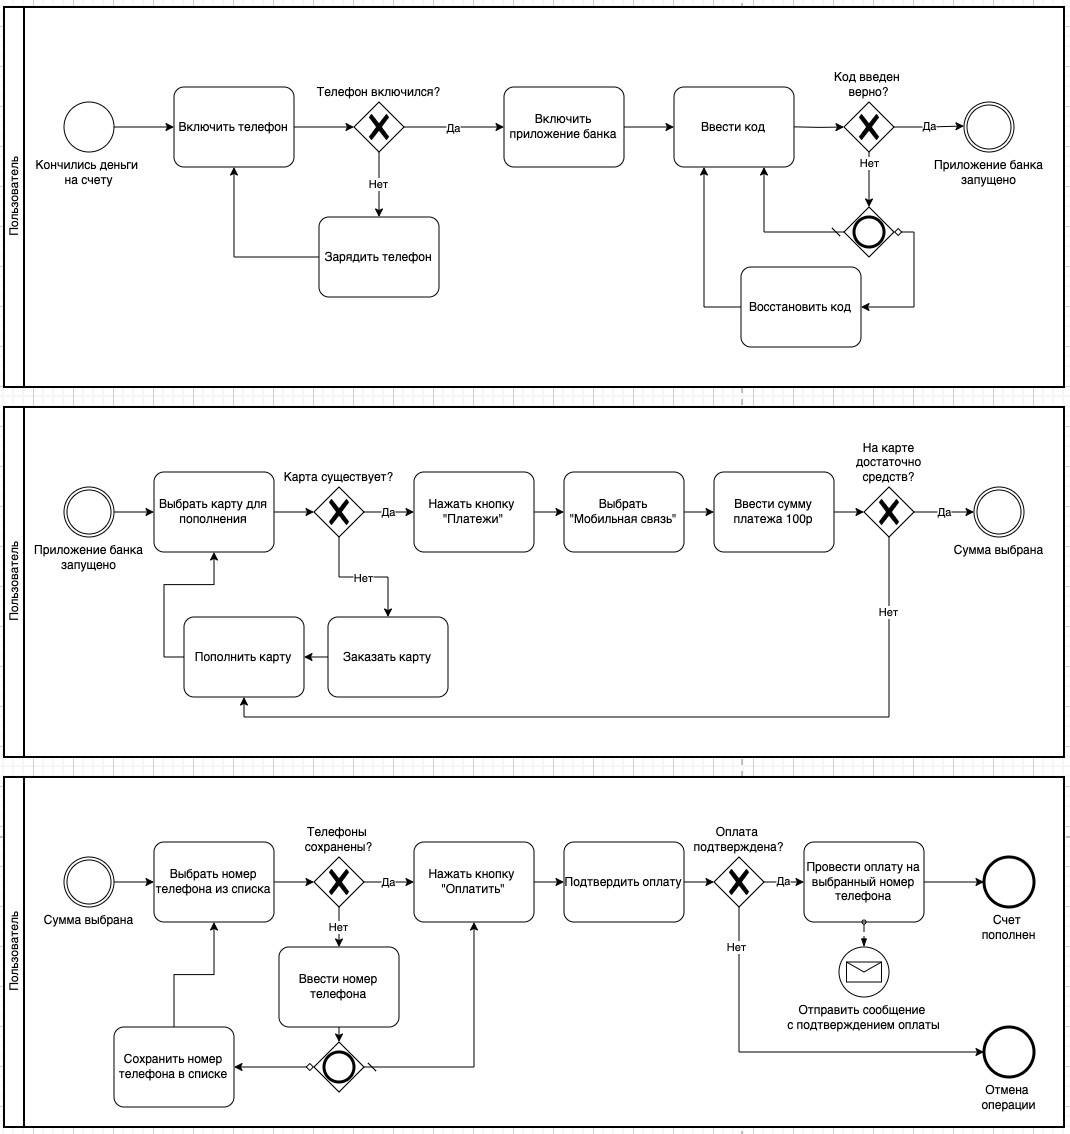 Пользователь
Кончились деньги
на счету
Включить телефон
Телефон включился?
Да
Нет
Зарядить телефон
Включить
приложение банка
Ввести код
Код введен
верно?
Да
Нет
Восстановить код
Приложение банка
запущено
Пользователь
Приложение банка
запущено
Выбрать карту для
пополнения
Карта существует?
Да
Нет
Заказать карту
Пополнить карту
Нажать кнопку
"Платежи"
Выбрать
"Мобильная связь"
Ввести сумму
платежа 100р
На карте
достаточно
средств?
Да
Нет
Сумма выбрана
Пользователь
Сумма выбрана
Выбрать номер
телефона из списка
Телефоны
сохранены?
Да
Нет
Ввести номер
телефона
Сохранить номер
телефона в списке
Нажать кнопку
"Оплатить"
Подтвердить оплату
Оплата
подтверждена?
Да
Нет
Провести оплату на
выбранный номер
телефона
Отправить сообщение
с подтверждением оплаты
Счет
пополнен
Отмена
операции